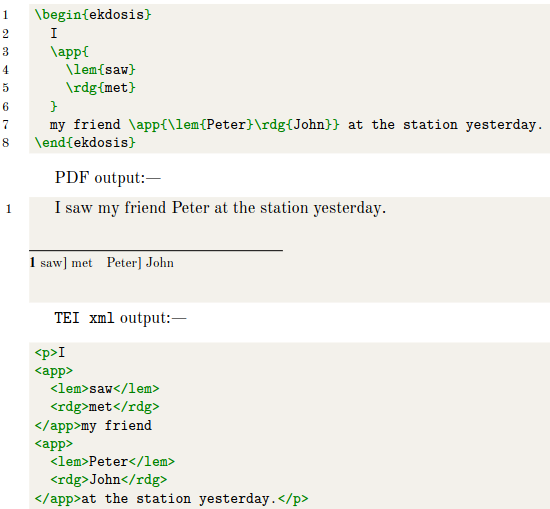 1 \begin{ekdosis}
2   I
3   \app{
4     \lem{saw}
5     \rdg{met}
6   }
7   my friend \app{\lem{Peter}\rdg{John}} at the station yesterday.
8 \end{ekdosis}
PDF output:—
1 I saw my friend Peter at the station yesterday.
1 saw] met Peter] John
TEI xml output:—
<p>I
<app>
  <lem>saw</lem>
  <rdg>met</rdg>
</app>my friend
<app>
  <lem>Peter</lem>
  <rdg>John</rdg>
</app>at the station yesterday.</p>